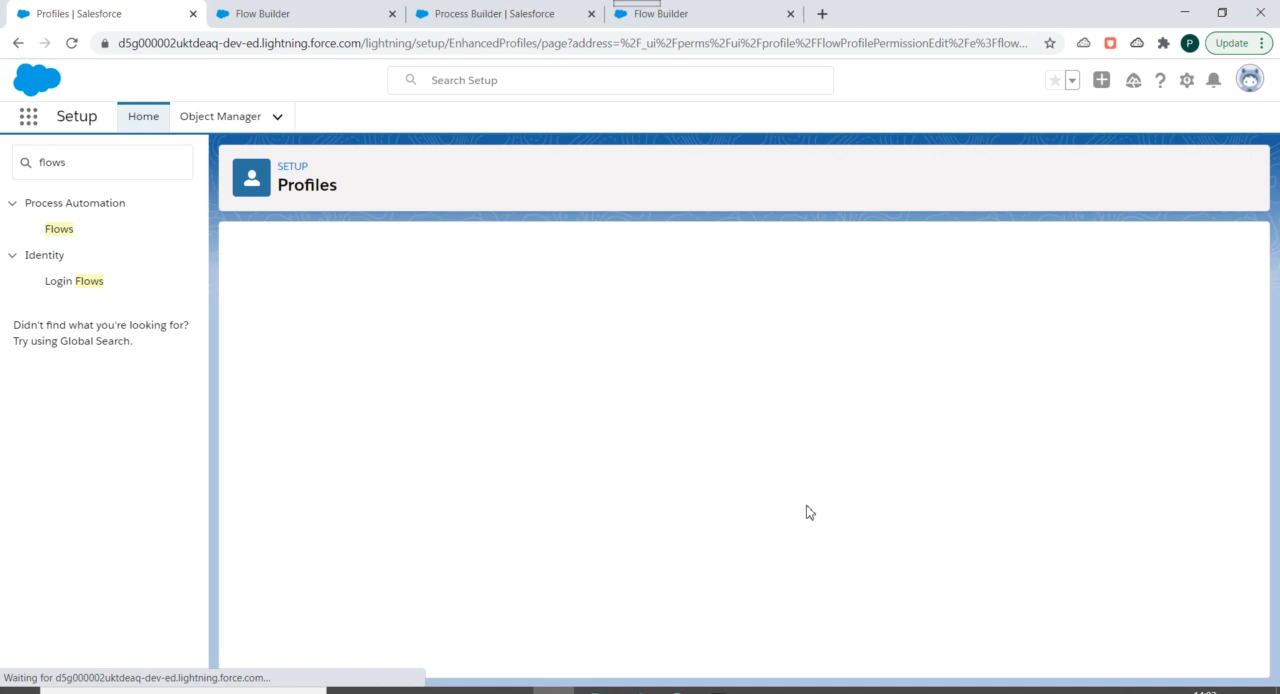 Profiles | Salesforce
Flow Builder
Process Builder | Salesforce
Flow Builder
d5g000002uktdeaq-dev-ed.lightning.force.com/lightning/setup/EnhancedProfiles/page?address=%2F_ui%2Fperms%2Fui%2Fprofile%2FFlowProfilePermissionEdit%2Fe%3Fflow...
P
Update
Search Setup
Setup
Home
Object Manager
flows
SETUP
Profiles
Process Automation
Flows
Identity
Login Flows
Didn't find what you're looking for?
Try using Global Search.
Waiting for d5g000002uktdeaq-dev-ed.lightning.force.com...